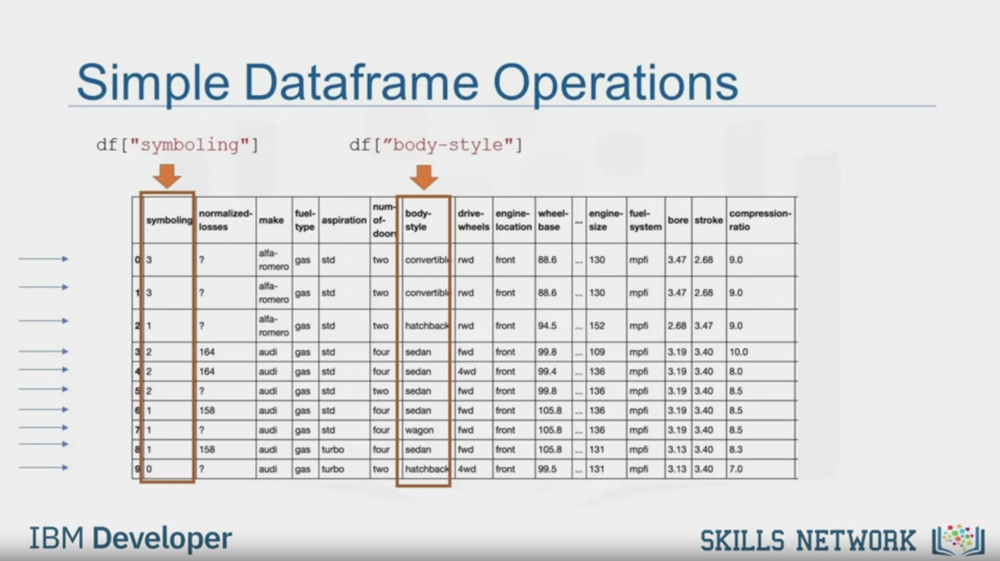 Simple Dataframe Operations
df["symboling"] df[”body-style"]
symboling normalized-losses make fuel-type aspiration num-of-doors body-style drive-wheels engine-location wheel-base ... engine-size fuel-system bore stroke compression-ratio
0 3 ? alfa-romero gas std two convertible rwd front 88.6 ... 130 mpfi 3.47 2.68 9.0
1 3 ? alfa-romero gas std two convertible rwd front 88.6 ... 130 mpfi 3.47 2.68 9.0
2 1 ? alfa-romero gas std two hatchback rwd front 94.5 ... 152 mpfi 2.68 3.47 9.0
3 2 164 audi gas std four sedan fwd front 99.8 ... 109 mpfi 3.19 3.40 10.0
4 2 164 audi gas std four sedan 4wd front 99.4 ... 136 mpfi 3.19 3.40 8.0
5 2 ? audi gas std two sedan fwd front 99.8 ... 136 mpfi 3.19 3.40 8.5
6 1 158 audi gas std four sedan fwd front 105.8 ... 136 mpfi 3.19 3.40 8.5
7 1 ? audi gas std four wagon fwd front 105.8 ... 136 mpfi 3.19 3.40 8.5
8 1 158 audi gas turbo four sedan fwd front 105.8 ... 131 mpfi 3.13 3.40 8.3
9 0 ? audi gas turbo two hatchback 4wd front 99.5 ... 131 mpfi 3.13 3.40 7.0
IBM Developer
SKILLS NETWORK